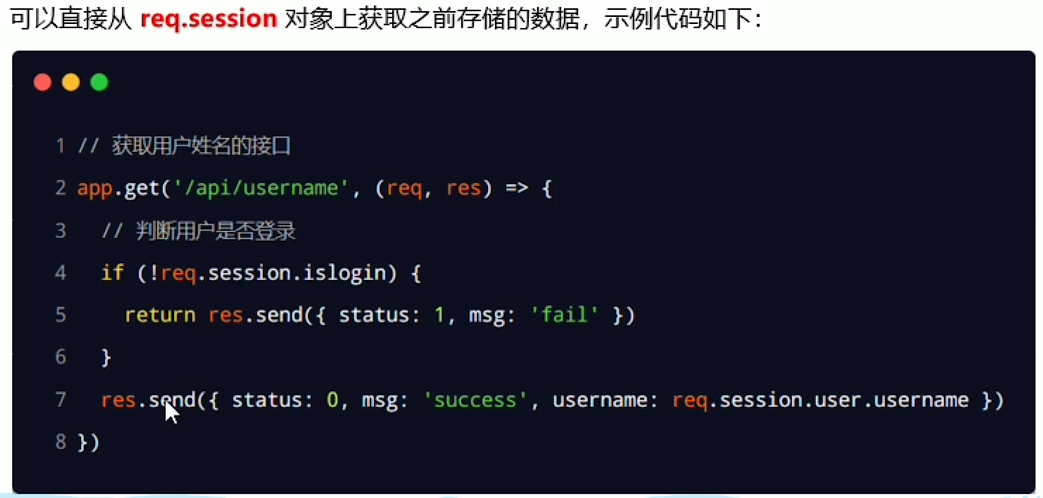 可以直接从 req.session 对象上获取之前存储的数据，示例代码如下：
1 // 获取用户姓名的接口
2 app.get('/api/username', (req, res) => {
3   // 判断用户是否登录
4   if (!req.session.islogin) {
5     return res.send({ status: 1, msg: 'fail' })
6   }
7   res.send({ status: 0, msg: 'success', username: req.session.user.username })
8 })